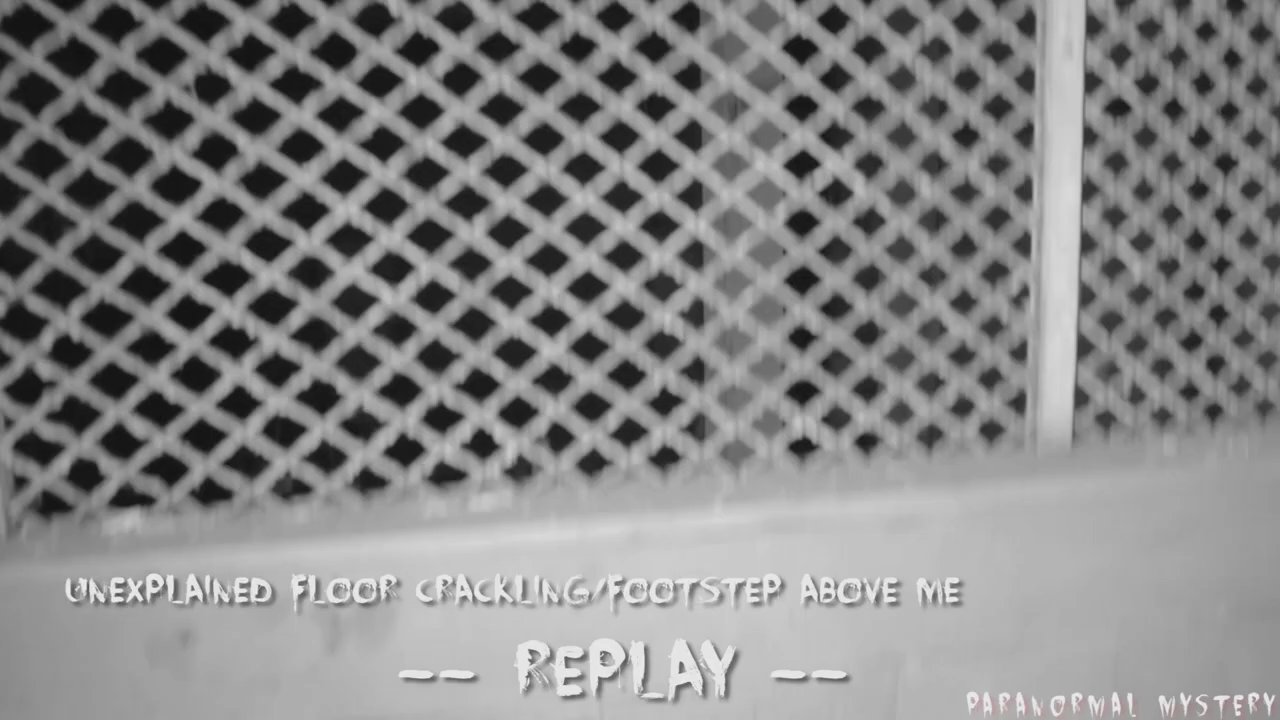 UNEXPLAINED FLOOR CRACKLING/FOOTSTEP ABOVE ME
-- REPLAY --
PARANORMAL MYSTERY